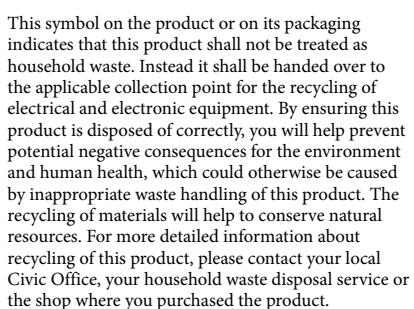 This symbol on the product or on its packaging
indicates that this product shall not be treated as
household waste. Instead it shall be handed over to
the applicable collection point for the recycling of
electrical and electronic equipment. By ensuring this
product is disposed of correctly, you will help prevent
potential negative consequences for the environment
and human health, which could otherwise be caused
by inappropriate waste handling of this product. The
recycling of materials will help to conserve natural
resources. For more detailed information about
recycling of this product, please contact your local
Civic Office, your household waste disposal service or
the shop where you purchased the product.